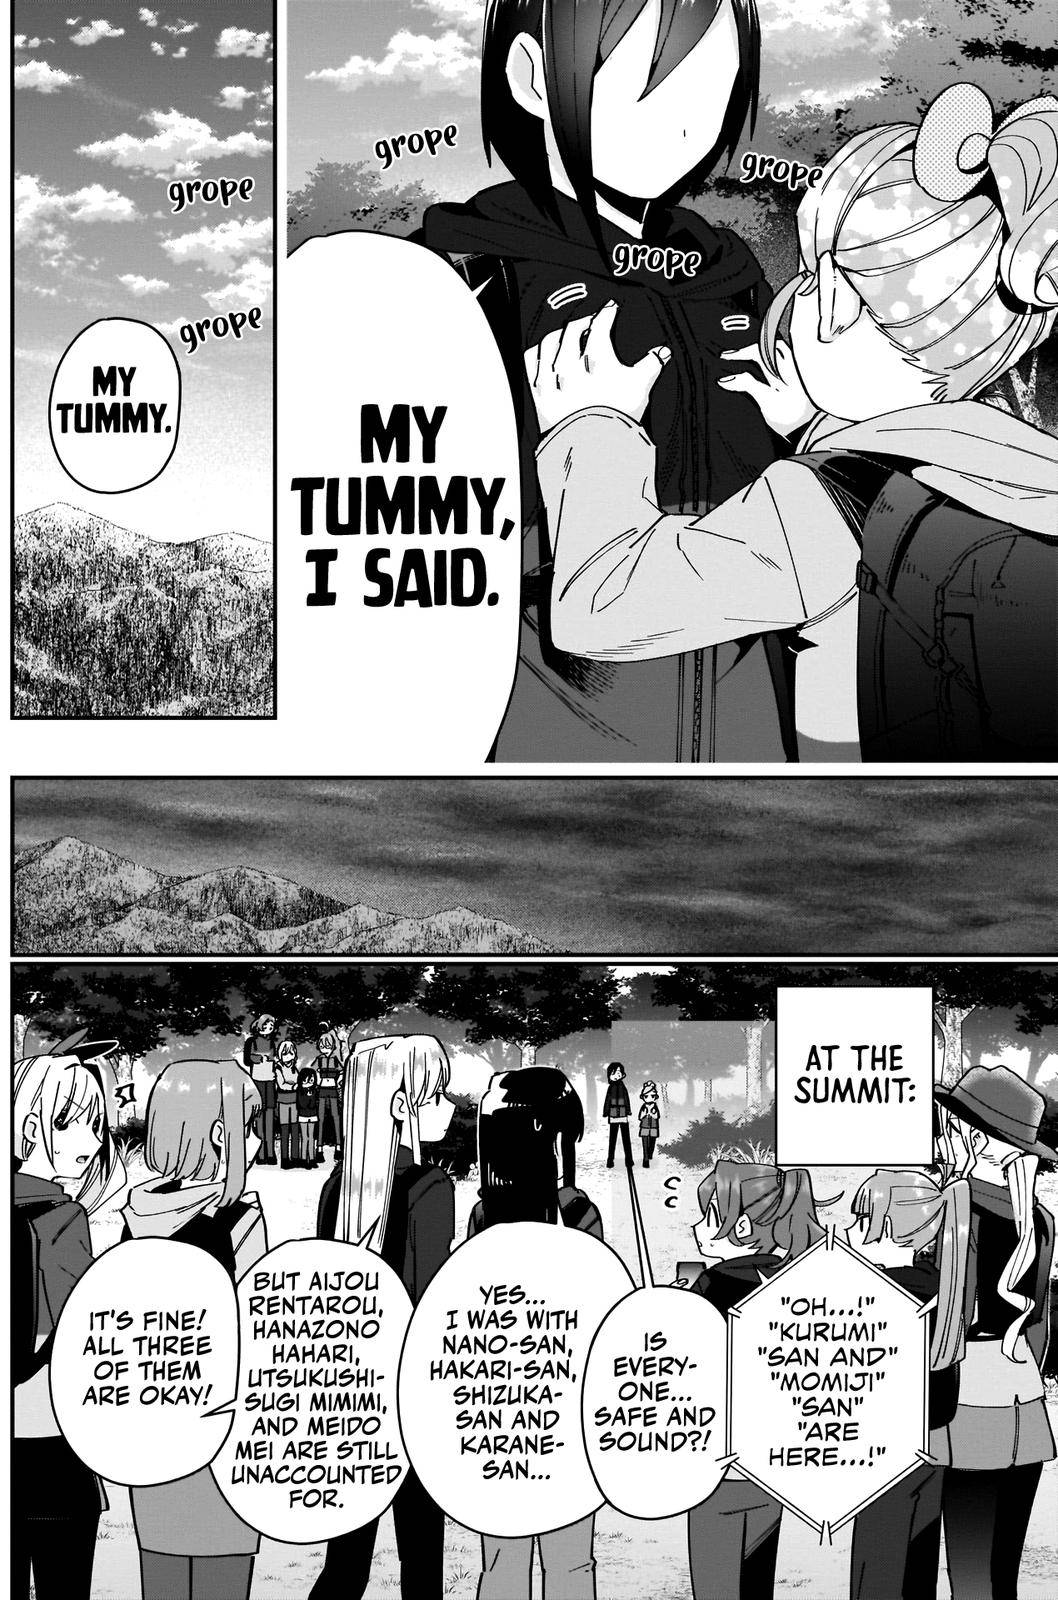 grope
grope
grope
MY
TUMMY,
I SAID.
grope
grope
MY
TUMMY.
AT THE
SUMMIT:
"OH...!"
"KURUMI"
"SAN AND"
"MOMIJI"
"SAN"
"ARE
HERE...!"
IS
EVERY-
ONE...
SAFE AND
SOUND?!
YES...
I WAS WITH
NANO-SAN,
HAKARI-SAN,
SHIZUKA-
SAN AND
KARANE-
SAN...
BUT AIJOU
RENTAROU,
HANAZONO
HAHARI,
UTSUKUSHI-
SUGI MIMIMI,
AND MEIDO
MEI ARE STILL
UNACCOUNTED
FOR.
IT'S FINE!
ALL THREE
OF THEM
ARE OKAY!